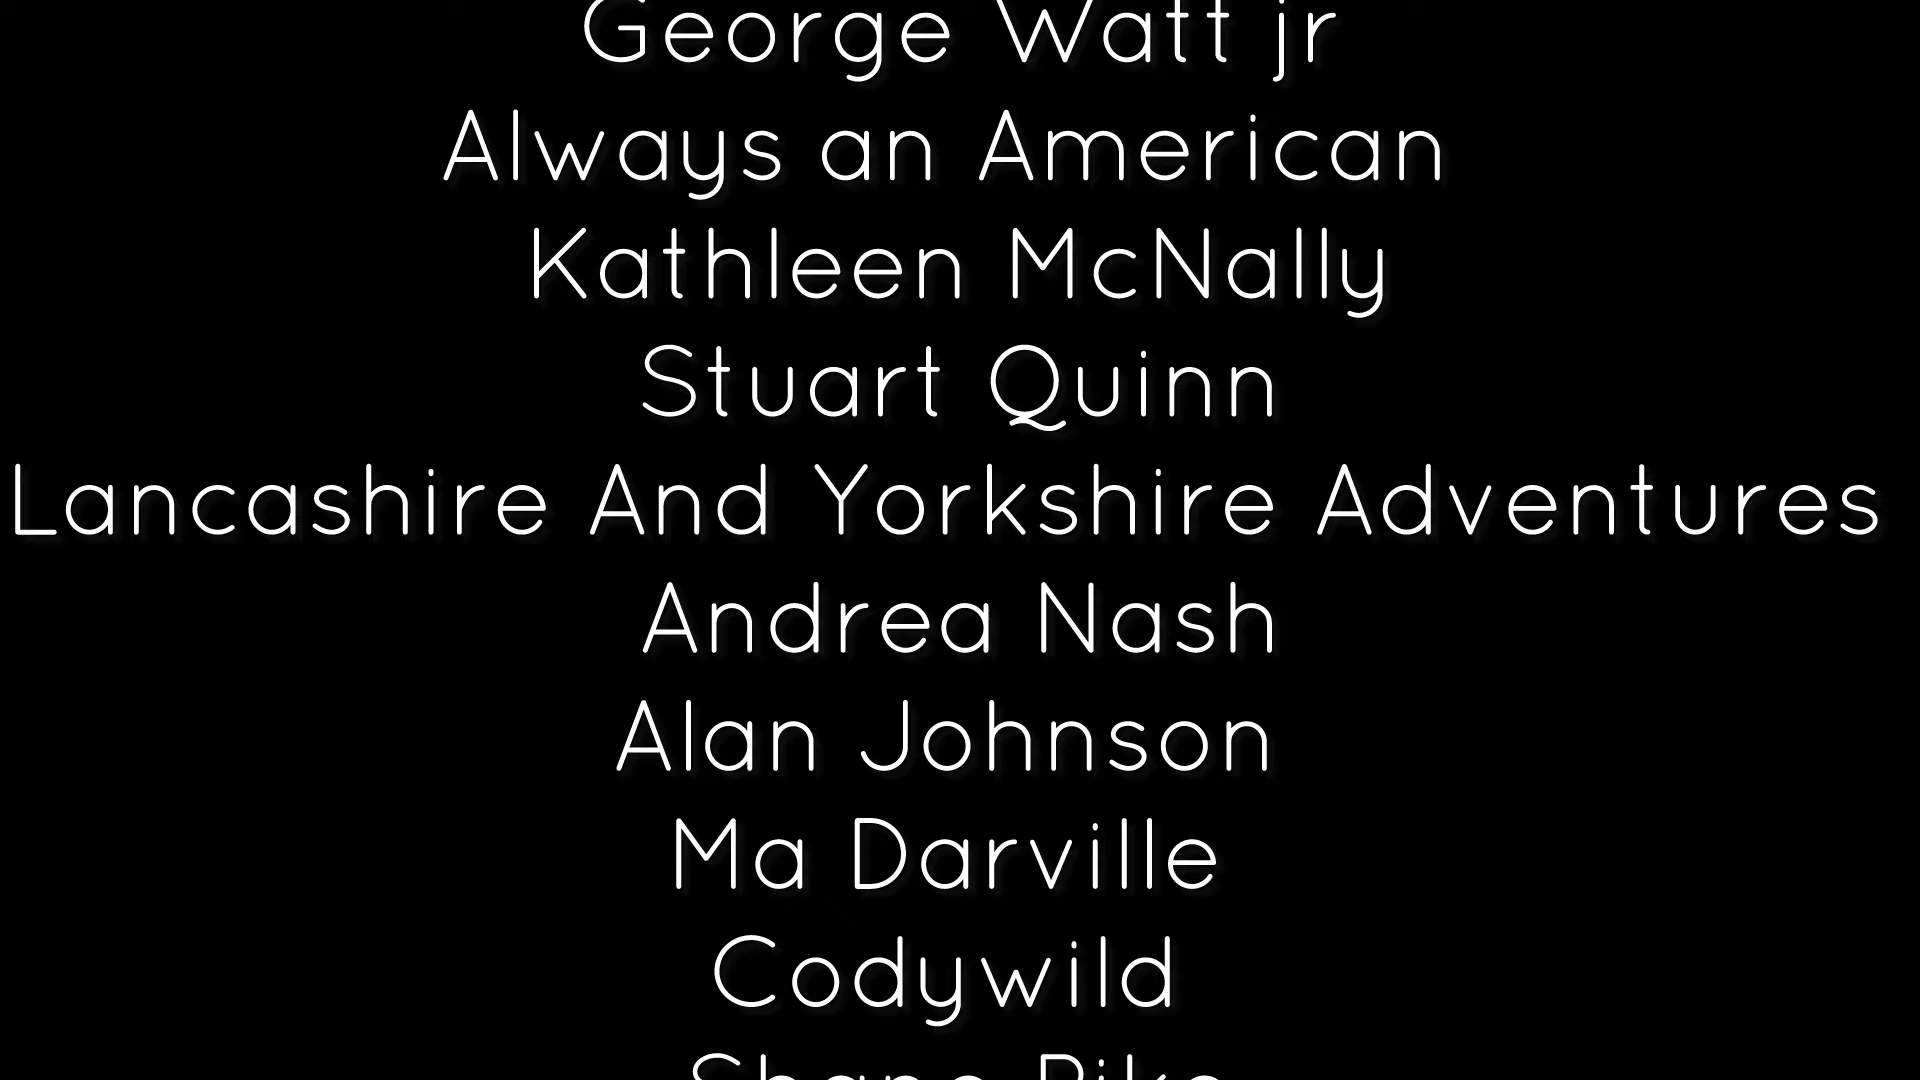 George Watt jr
Always an American
Kathleen McNally
Stuart Quinn
Lancashire And Yorkshire Adventures
Andrea Nash
Alan Johnson
Ma Darville
Codywild